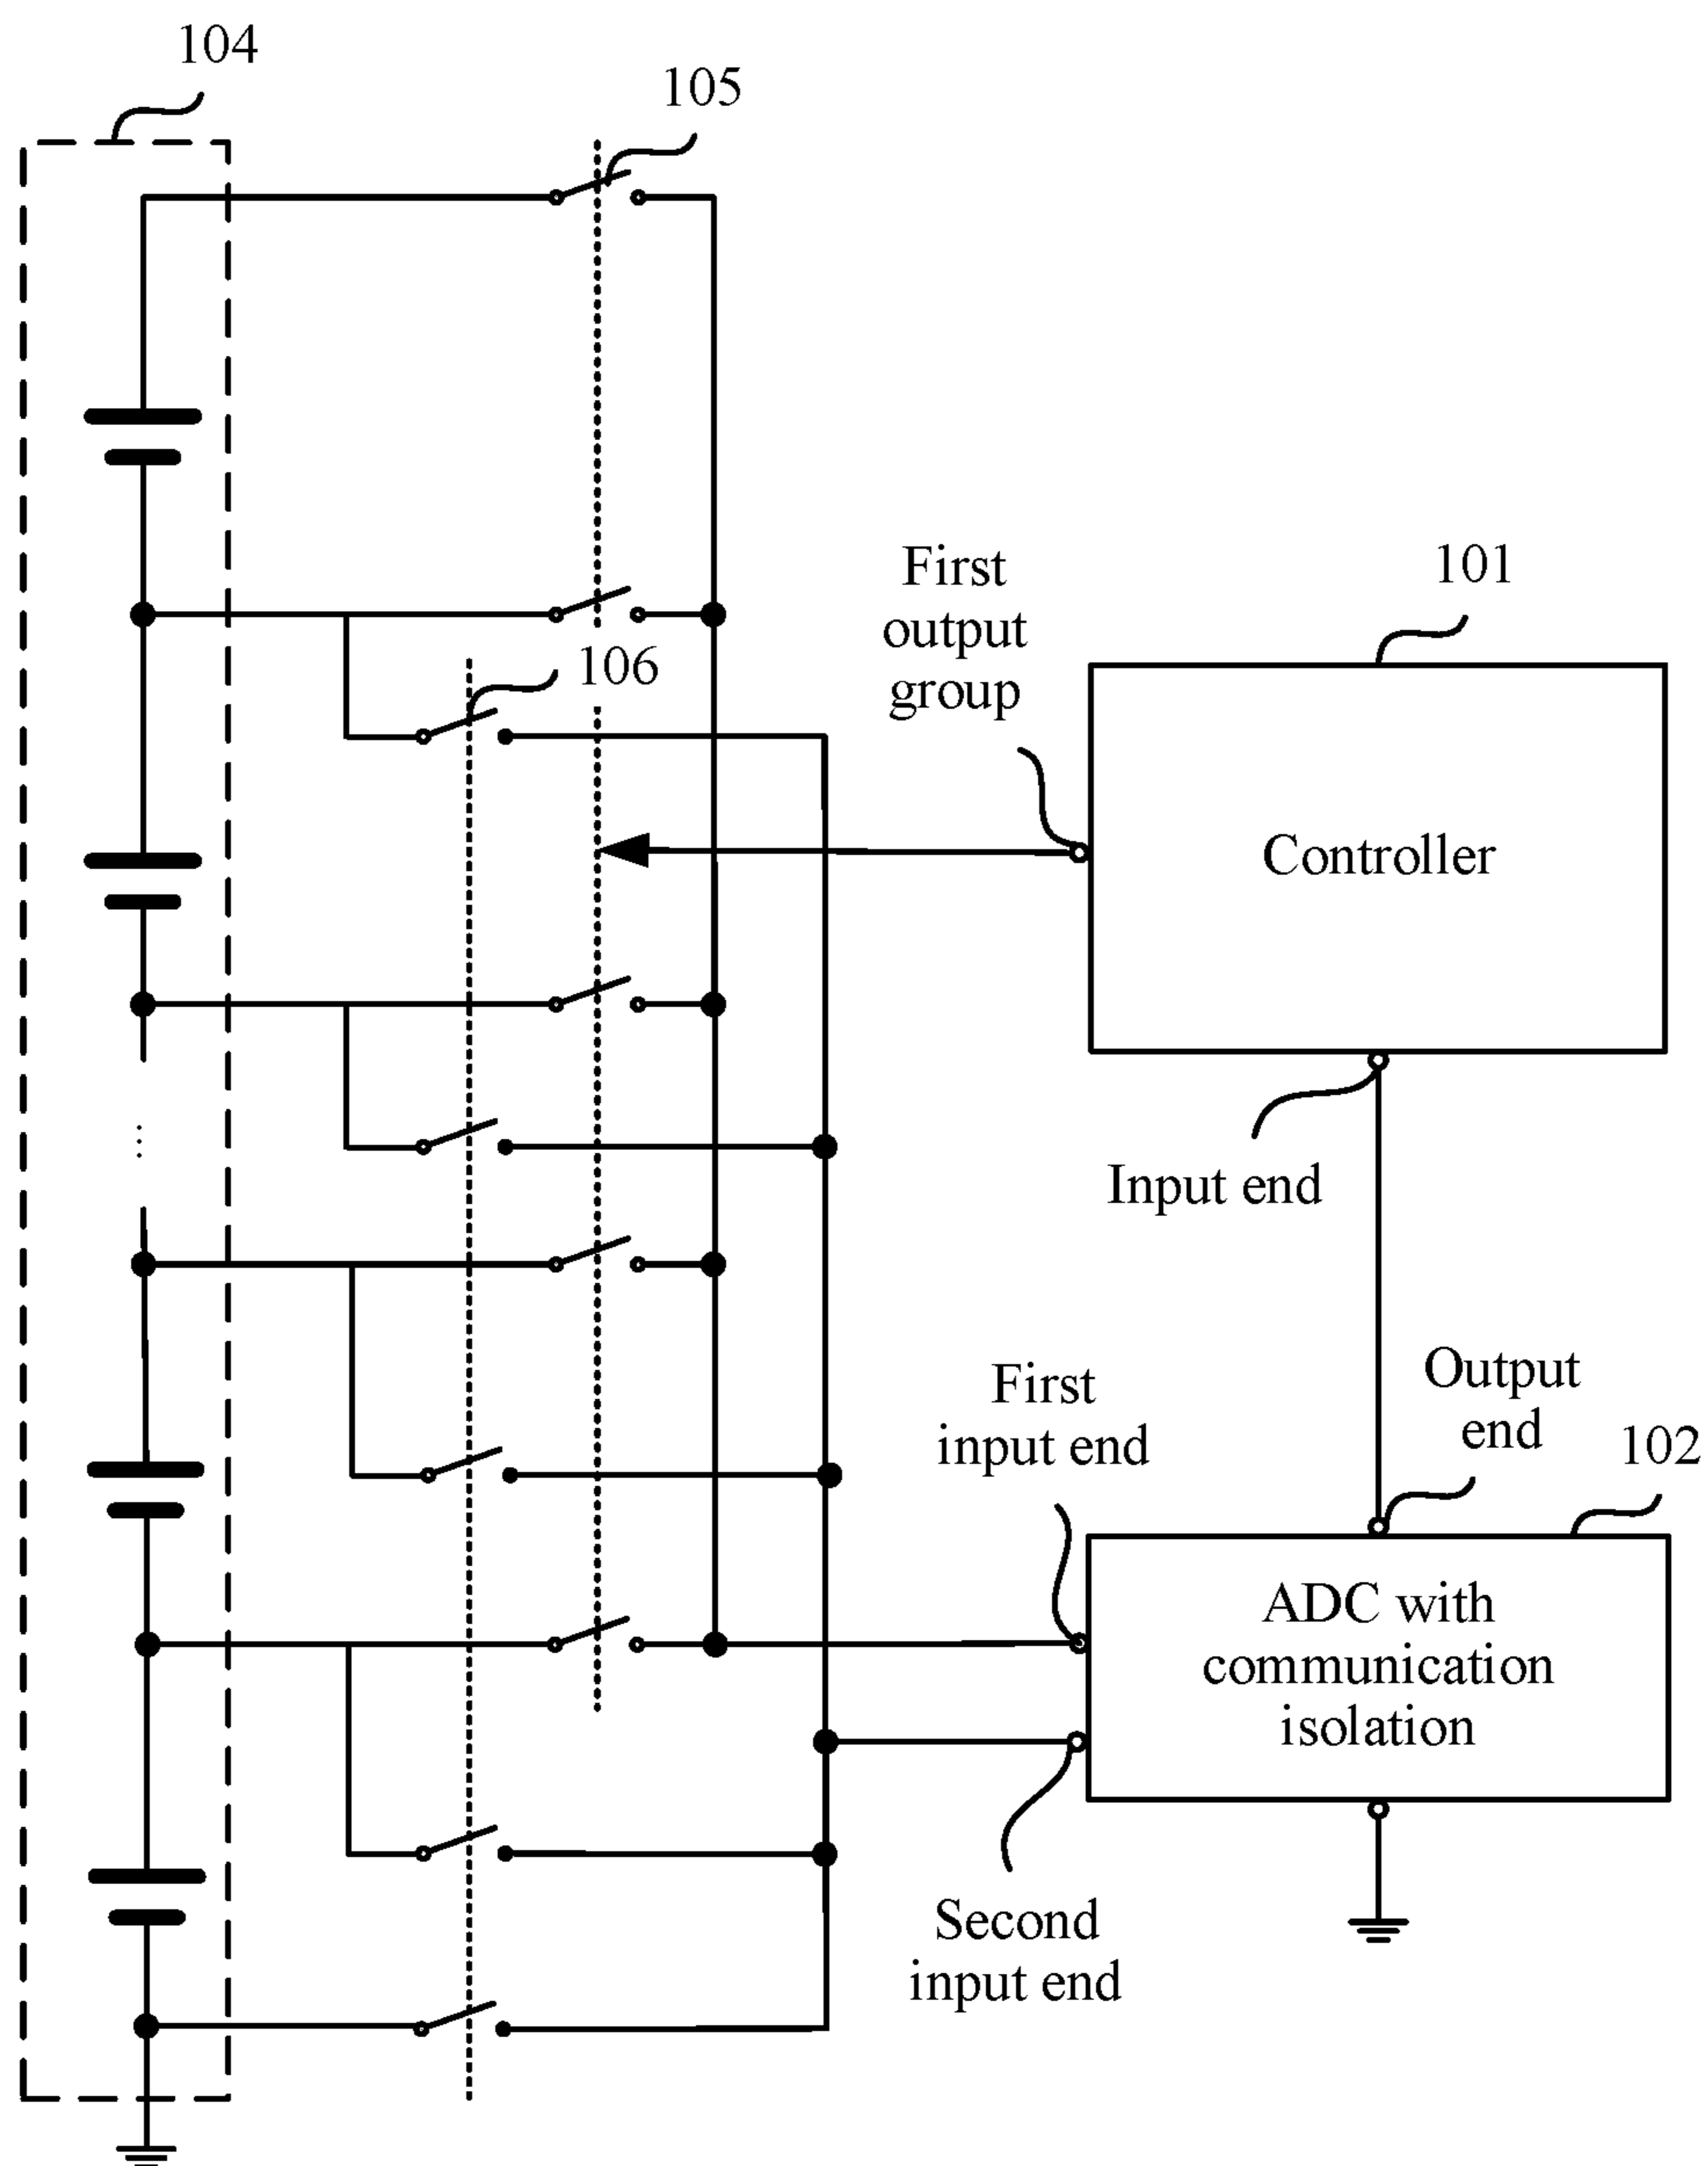 104
105
First
output
group
101
106
Controller
Input end
First
input end
Output
end
102
ADC with
communication
isolation
Second
input end